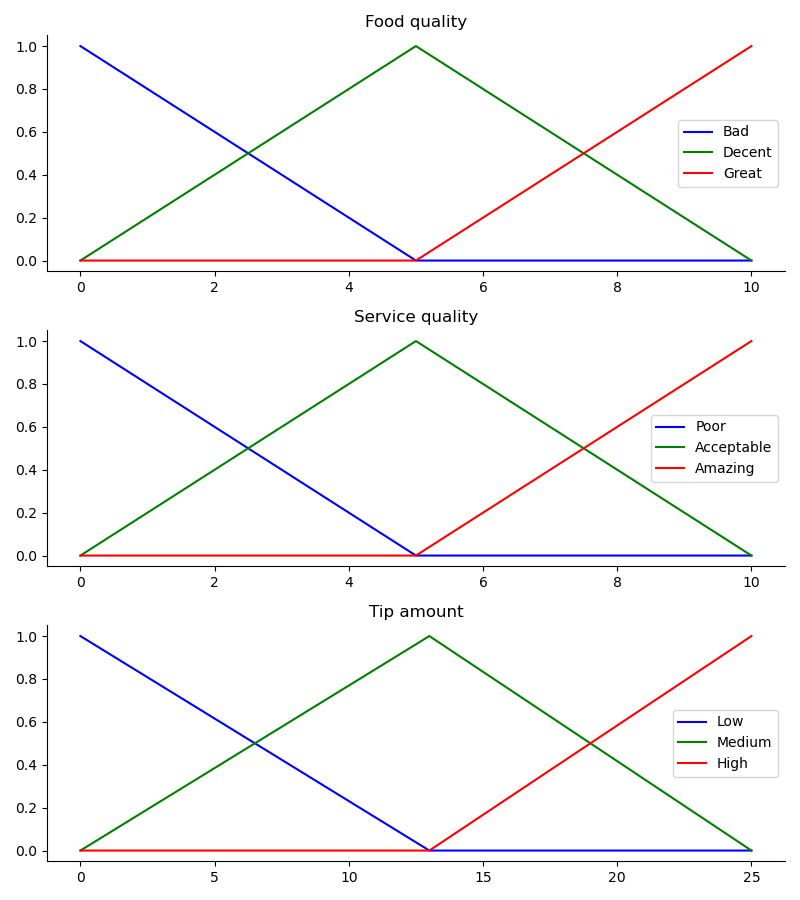 Food quality
1.0
0.8
0.6
0.4
0.2
0.0
Bad
Decent
Great
0 2 4 6 8 10
Service quality
1.0
0.8
0.6
0.4
0.2
0.0
Poor
Acceptable
Amazing
0 2 4 6 8 10
Tip amount
1.0
0.8
0.6
0.4
0.2
0.0
Low
Medium
High
0 5 10 15 20 25